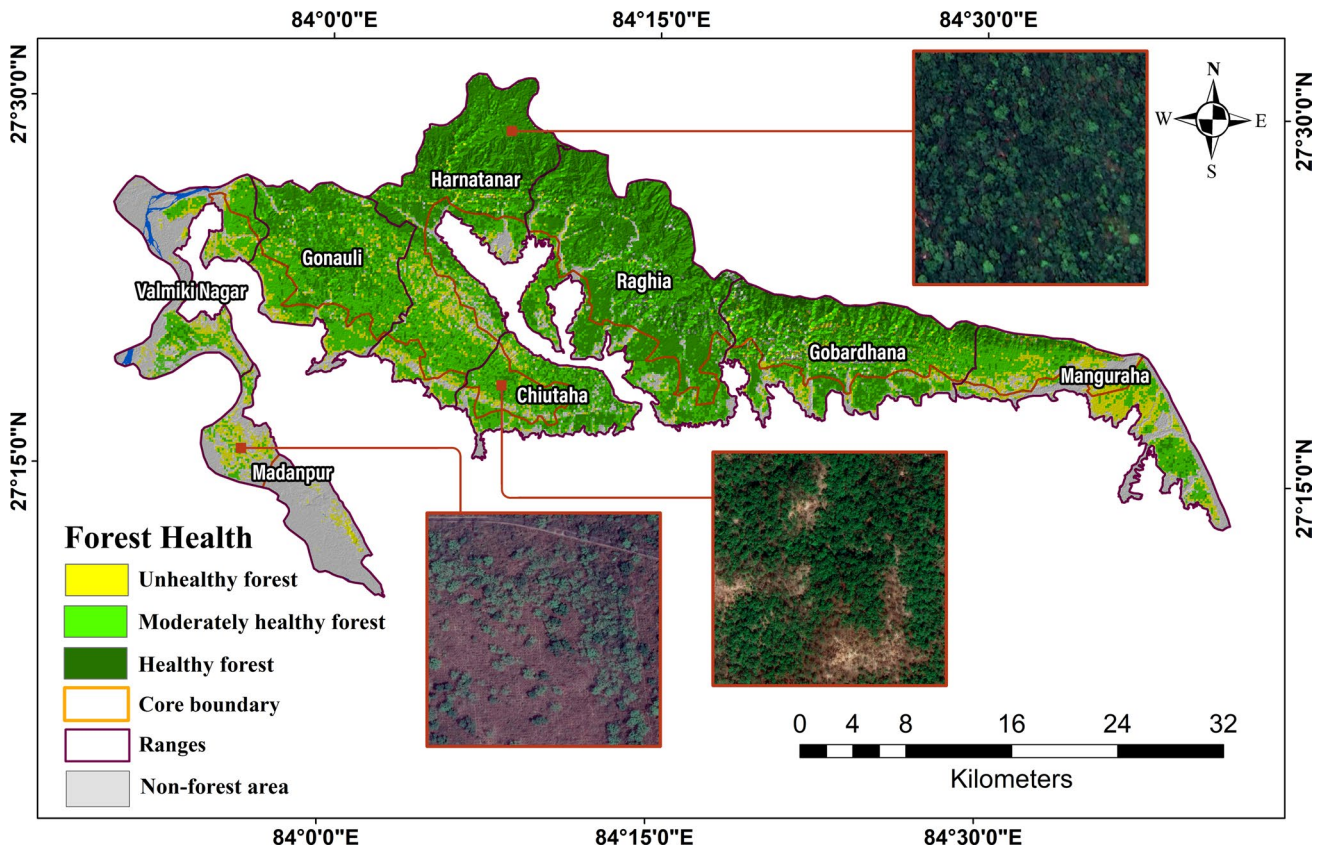 84°0'0"E
84°15'0"E
84°30'0"E
27°30'0"N
27°30'0"N
N
W
E
S
Harnatanar
Gonauli
Raghia
Valmiki Nagar
Gobardhana
Manguraha
Chiutaha
Madanpur
27°15'0"N
27°15'0"N
Forest Health
Unhealthy forest
Moderately healthy forest
Healthy forest
Core boundary
Ranges
Non-forest area
0 4 8 16 24 32
Kilometers
84°0'0"E
84°15'0"E
84°30'0"E